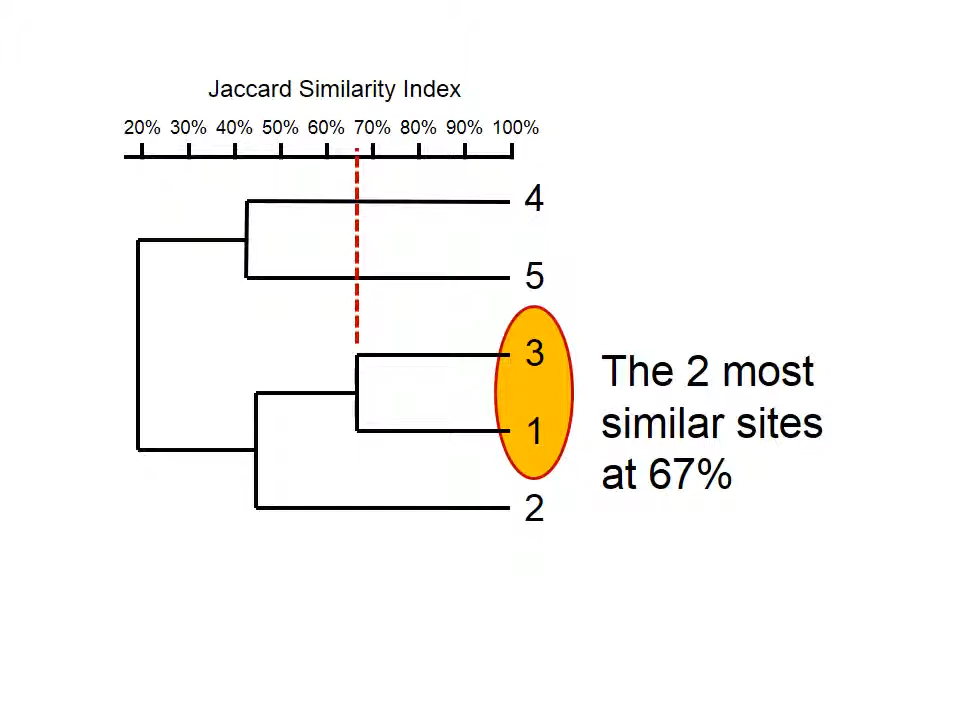 Jaccard Similarity Index
20% 30% 40% 50% 60% 70% 80% 90% 100%
4
5
3
1
2
The 2 most
similar sites
at 67%